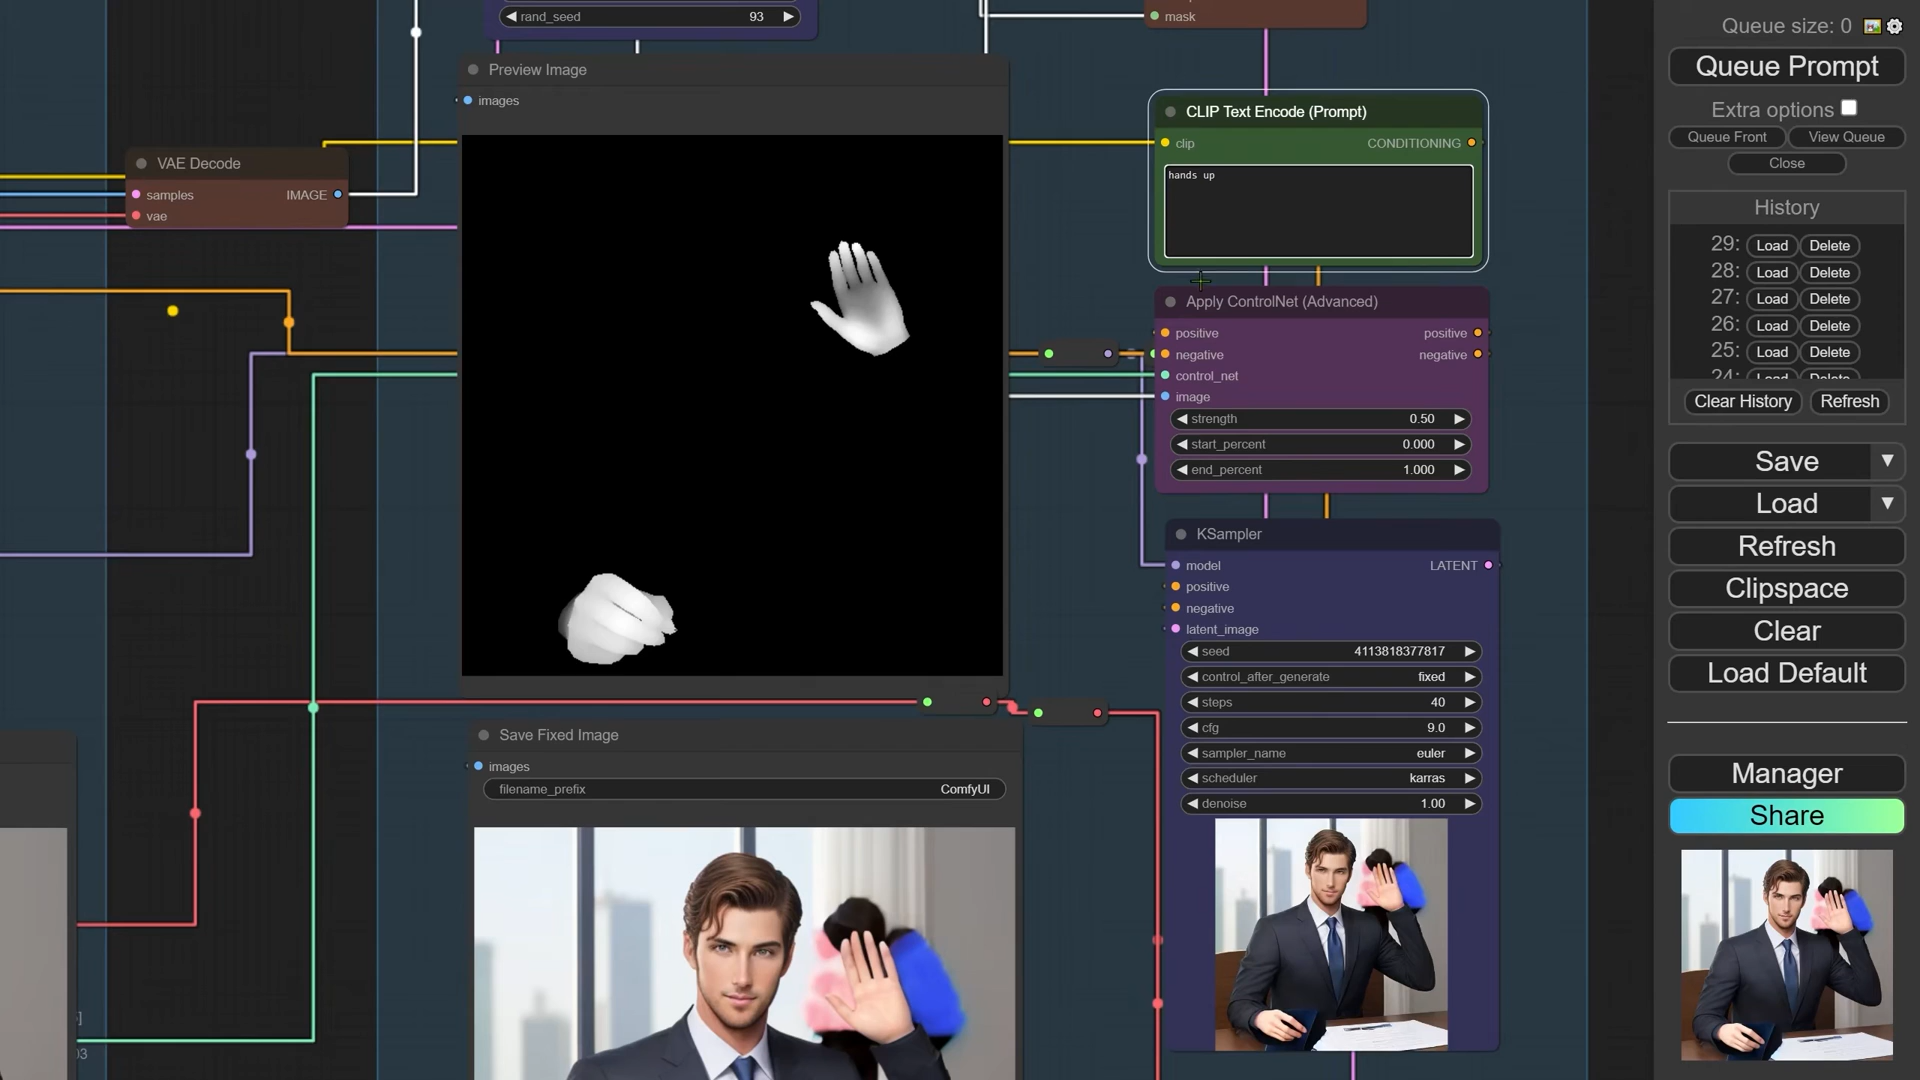 rand_seed 93
mask
Queue size: 0
Queue Prompt
Extra options
Queue Front
View Queue
Close
Preview Image
images
CLIP Text Encode (Prompt)
clip CONDITIONING
hands up
VAE Decode
samples IMAGE
vae
History
29: Load Delete
28: Load Delete
27: Load Delete
26: Load Delete
25: Load Delete
24: Load Delete
Clear History Refresh
Apply ControlNet (Advanced)
positive positive
negative negative
control_net
image
strength 0.50
start_percent 0.000
end_percent 1.000
Save
Load
Refresh
Clipspace
Clear
Load Default
Manager
Share
KSampler
model LATENT
positive
negative
latent_image
seed 4113818377817
control_after_generate fixed
steps 40
cfg 9.0
sampler_name euler
scheduler karras
denoise 1.00
Save Fixed Image
images
filename_prefix ComfyUI